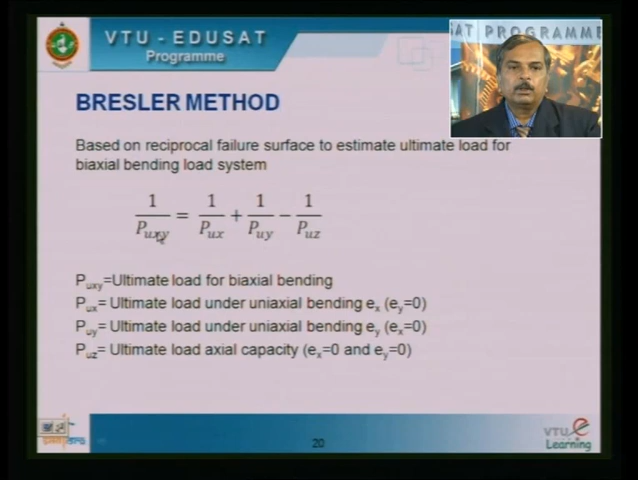 VTU - EDUSAT
Programme
SAT PROGRAMME
BRESLER METHOD
Based on reciprocal failure surface to estimate ultimate load for
biaxial bending load system
1/Puxy = 1/Pux + 1/Puy − 1/Puz
Puxy=Ultimate load for biaxial bending
Pux= Ultimate load under uniaxial bending ex (ey=0)
Puy= Ultimate load under uniaxial bending ey (ex=0)
Puz= Ultimate load axial capacity (ex=0 and ey=0)
20
VTU e
Learning